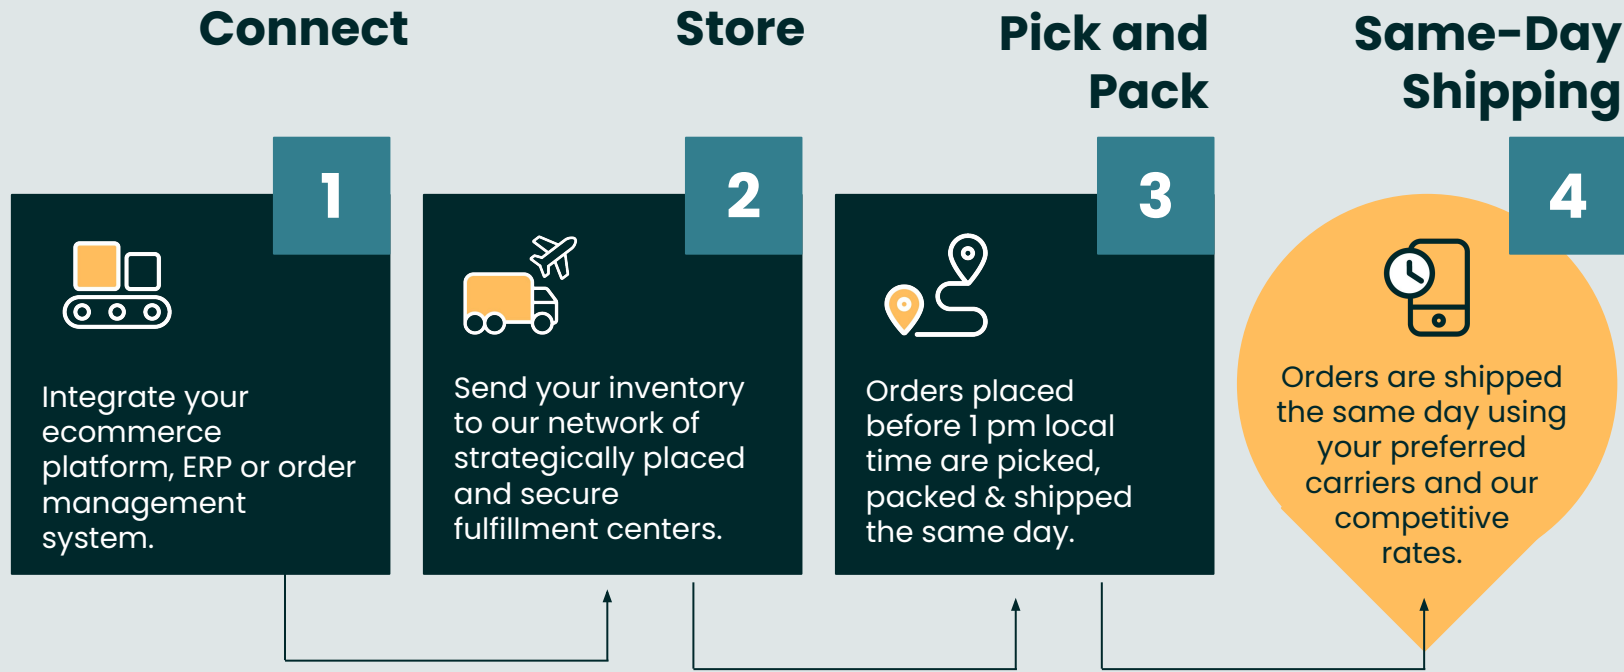 Connect
1
Integrate your
ecommerce
platform, ERP or order
management
system.
Store
2
Send your inventory
to our network of
strategically placed
and secure
fulfillment centers.
Pick and
Pack
3
Orders placed
before 1 pm local
time are picked,
packed & shipped
the same day.
Same-Day
Shipping
4
Orders are shipped
the same day using
your preferred
carriers and our
competitive
rates.